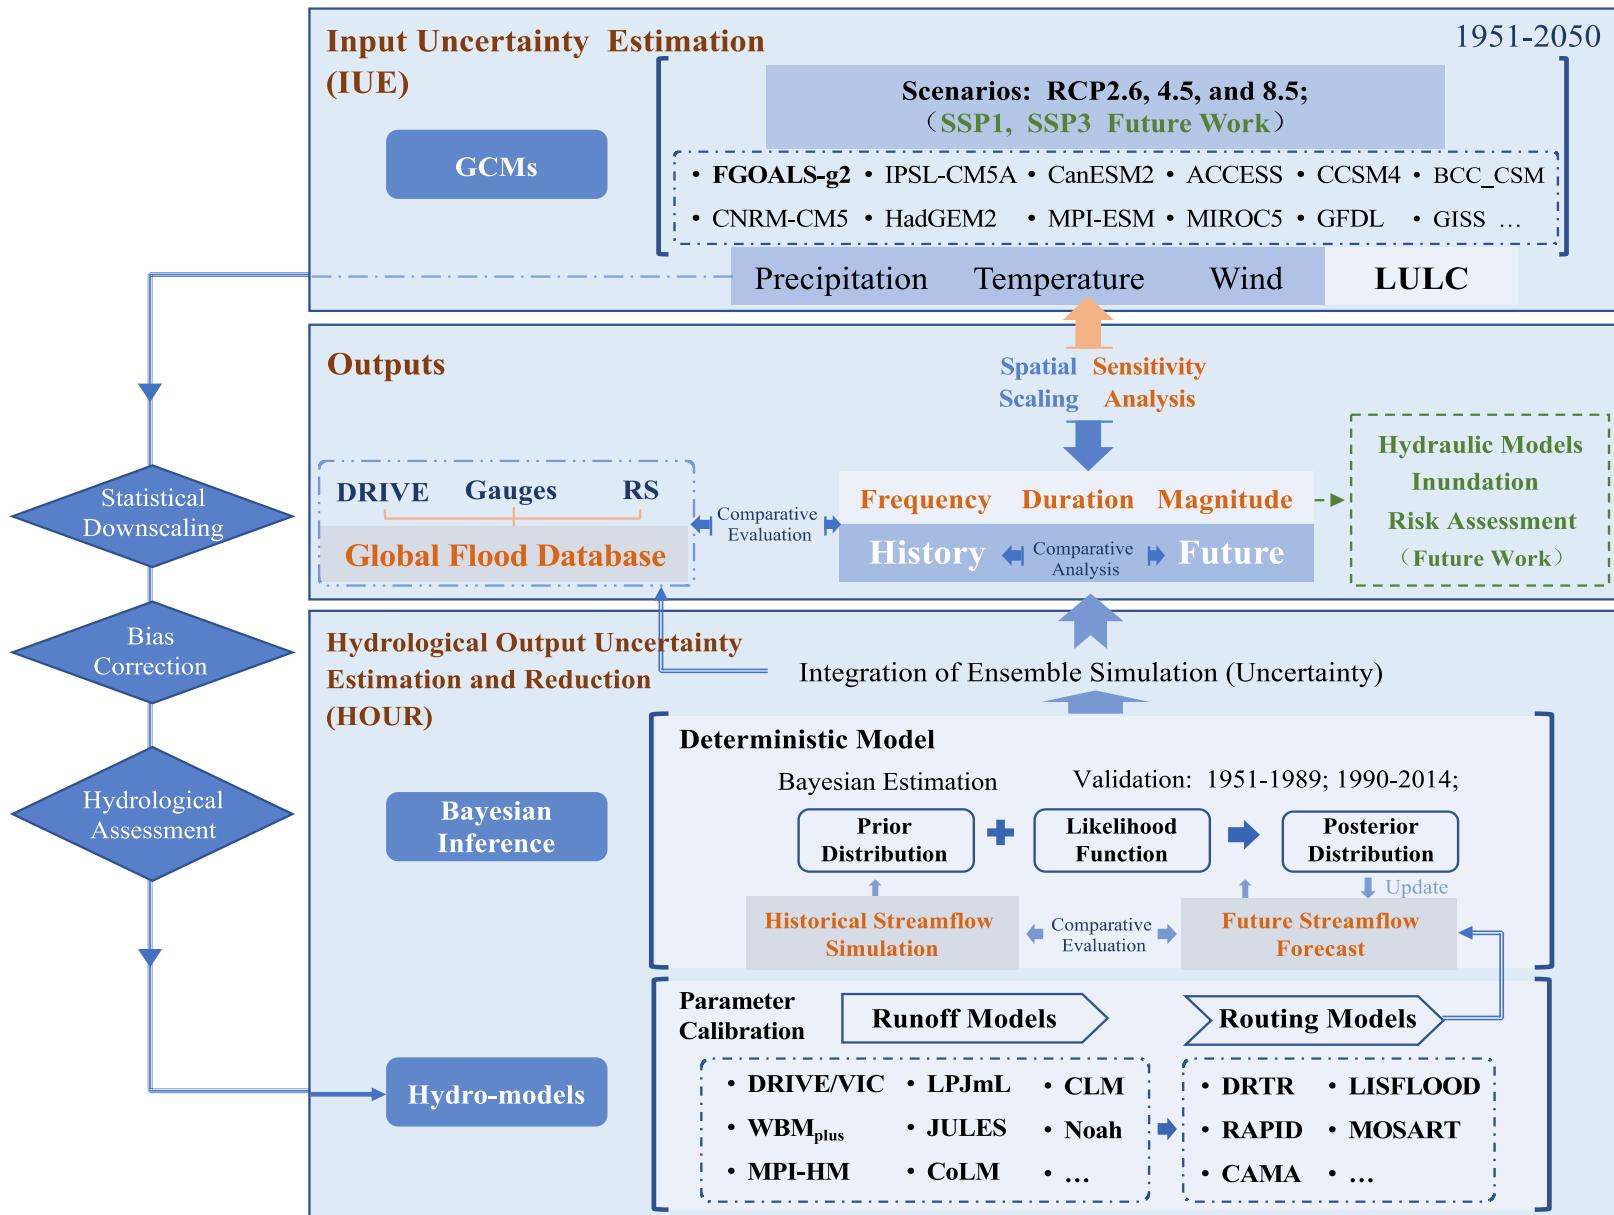 Input Uncertainty Estimation
(IUE)
1951-2050
Scenarios: RCP2.6, 4.5, and 8.5;
（SSP1, SSP3 Future Work）
GCMs
• FGOALS-g2 • IPSL-CM5A • CanESM2 • ACCESS • CCSM4 • BCC_CSM
• CNRM-CM5 • HadGEM2 • MPI-ESM • MIROC5 • GFDL • GISS …
Precipitation Temperature Wind LULC
Outputs
Spatial
Scaling
Sensitivity
Analysis
Hydraulic Models
Inundation
Risk Assessment
（Future Work）
DRIVE Gauges RS
Global Flood Database
Comparative
Evaluation
Frequency Duration Magnitude
History
Comparative
Analysis
Future
Statistical
Downscaling
Bias
Correction
Hydrological
Assessment
Hydrological Output Uncertainty
Estimation and Reduction
(HOUR)
Integration of Ensemble Simulation (Uncertainty)
Deterministic Model
Bayesian Estimation
Validation: 1951-1989; 1990-2014;
Bayesian
Inference
Prior
Distribution
Likelihood
Function
Posterior
Distribution
Update
Historical Streamflow
Simulation
Comparative
Evaluation
Future Streamflow
Forecast
Parameter
Calibration
Runoff Models
Routing Models
Hydro-models
• DRIVE/VIC • LPJmL • CLM
• WBMplus • JULES • Noah
• MPI-HM • CoLM • …
• DRTR • LISFLOOD
• RAPID • MOSART
• CAMA • …